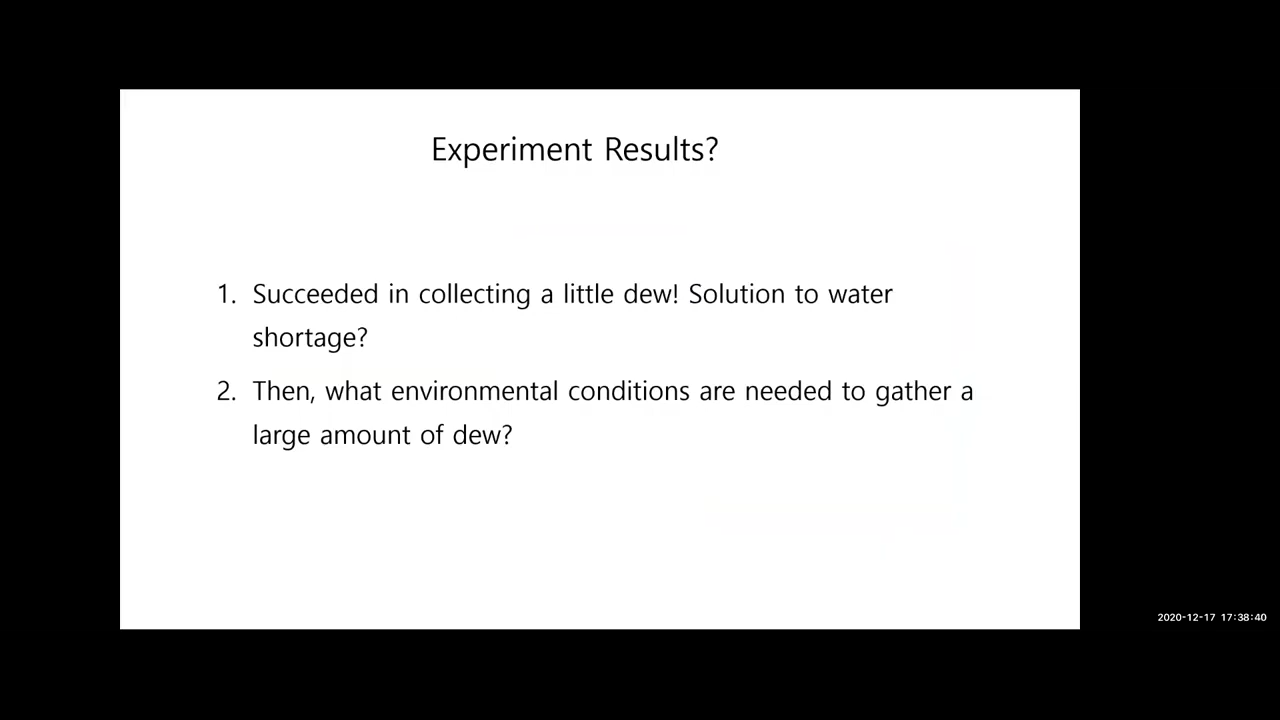 Experiment Results?
1. Succeeded in collecting a little dew! Solution to water
shortage?
2. Then, what environmental conditions are needed to gather a
large amount of dew?
2020-12-17 17:38:40